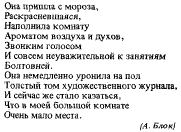 Она пришла с мороза,
Раскрасневшаяся,
Наполнила комнату
Ароматом воздуха и духов,
Звонким голосом
И совсем неуважительной к занятиям
Болтовней.
Она немедленно уронила на пол
Толстый том художественного журнала,
И сейчас же стало казаться,
Что в моей большой комнате
Очень мало места.
(А. Блок)